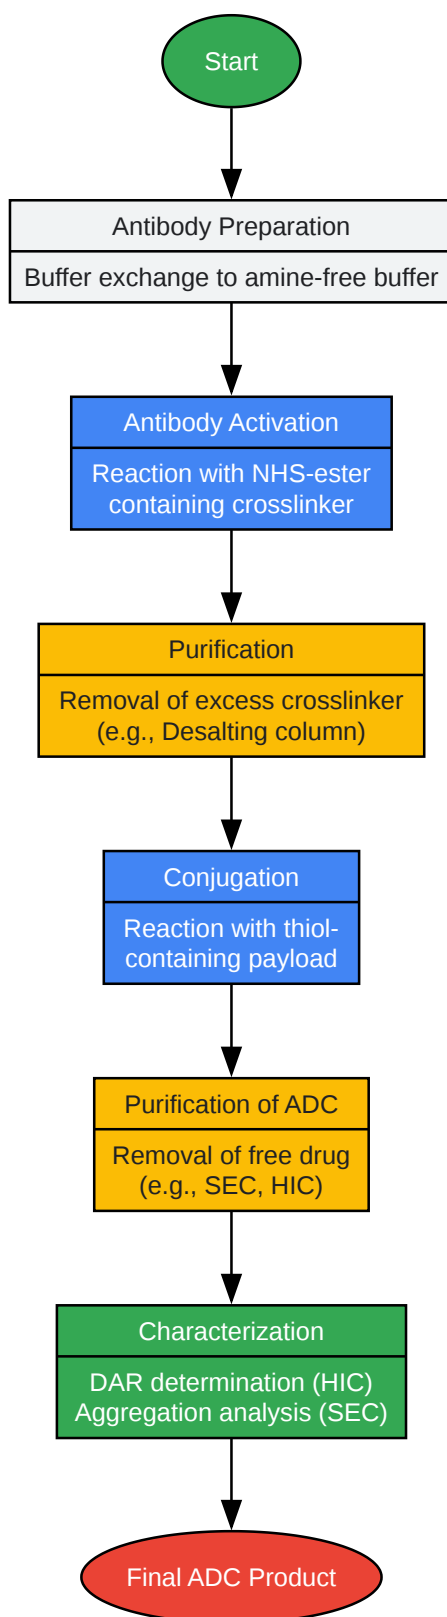 Start
Antibody Preparation
Buffer exchange to amine-free buffer
Antibody Activation
Reaction with NHS-ester
containing crosslinker
Purification
Removal of excess crosslinker
(e.g., Desalting column)
Conjugation
Reaction with thiol-
containing payload
Purification of ADC
Removal of free drug
(e.g., SEC, HIC)
Characterization
DAR determination (HIC)
Aggregation analysis (SEC)
Final ADC Product